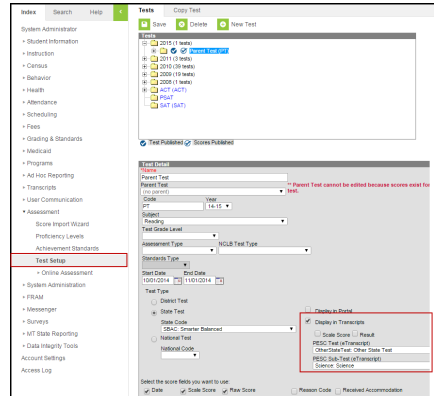 Index Search Help
System Administrator
Student Information
Instruction
Census
Behavior
Health
Attendance
Scheduling
Fees
Grading & Standards
Medicaid
Programs
Ad Hoc Reporting
Transcripts
User Communication
Assessment
Score Import Wizard
Proficiency Levels
Achievement Standards
Test Setup
Online Assessment
System Administration
FRAM
Messenger
Surveys
MT State Reporting
Data Integrity Tools
Account Settings
Access Log
Tests Copy Test
Save Delete New Test
Tests
2015 (1 tests)
Parent Test (PT)
2011 (3 tests)
2010 (39 tests)
2009 (19 tests)
2008 (1 tests)
ACT (ACT)
PSAT
SAT (SAT)
Test Published Scores Published
Test Detail
*Name
Parent Test
Parent Test
(no parent)
** Parent Test cannot be edited because scores exist for
test.
Code Year
PT 14-15
Subject
Reading
Test Grade Level
Assessment Type NCLB Test Type
Standards Type
Start Date End Date
10/01/2014 11/01/2014
Test Type
District Test
State Test
State Code
SBAC: Smarter Balanced
National Test
National Code
Display in Portal
Display in Transcripts
Scale Score Result
PESC Test (eTranscript)
OtherStateTest: Other State Test
PESC Sub-Test (eTranscript)
Science: Science
Select the score fields you want to use:
Date Scale Score Raw Score Reason Code Received Accommodation